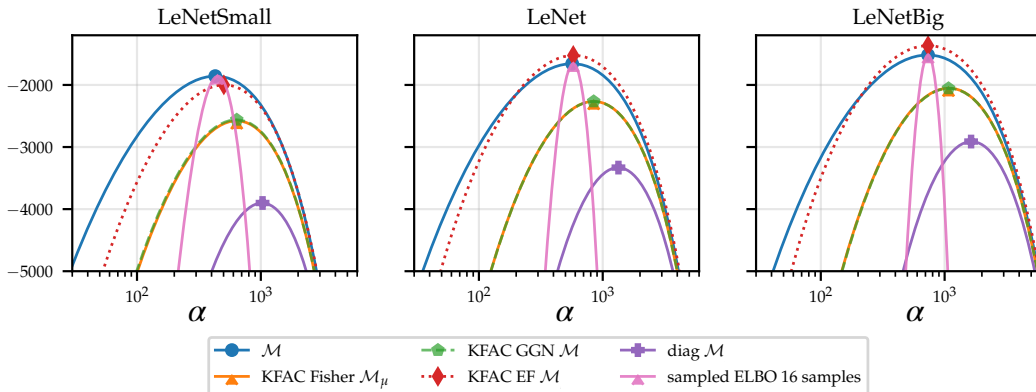 LeNetSmall LeNet LeNetBig
−2000
−3000
−4000
−5000
10² 10³ 10² 10³ 10² 10³
α α α
ℳ KFAC GGN ℳ diag ℳ
KFAC Fisher ℳμ KFAC EF ℳ sampled ELBO 16 samples